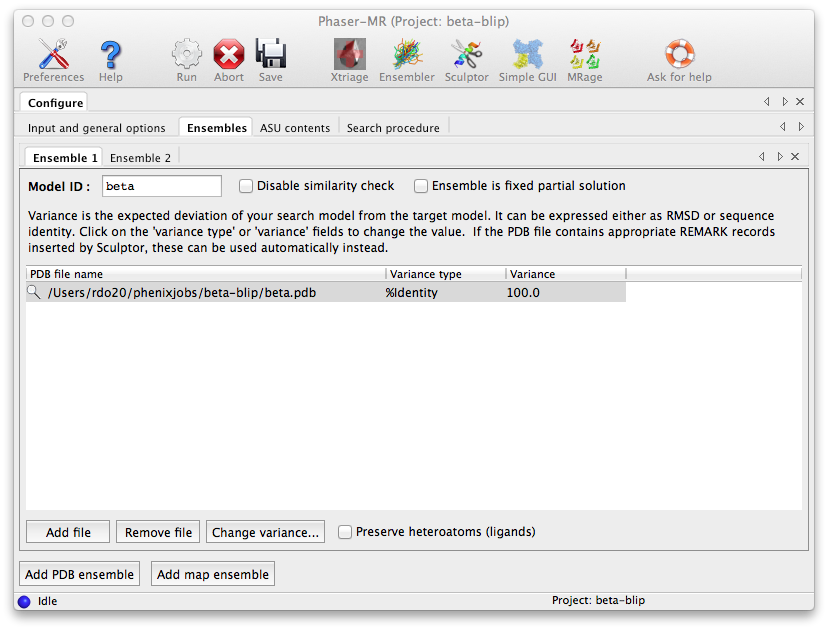 Phaser-MR (Project: beta-blip)
Preferences Help Run Abort Save Xtriage Ensembler Sculptor Simple GUI MRage Ask for help
Configure
Input and general options Ensembles ASU contents Search procedure
Ensemble 1 Ensemble 2
Model ID : beta Disable similarity check Ensemble is fixed partial solution
Variance is the expected deviation of your search model from the target model. It can be expressed either as RMSD or sequence
identity. Click on the 'variance type' or 'variance' fields to change the value. If the PDB file contains appropriate REMARK records
inserted by Sculptor, these can be used automatically instead.
PDB file name Variance type Variance
/Users/rdo20/phenixjobs/beta-blip/beta.pdb %Identity 100.0
Add file Remove file Change variance... Preserve heteroatoms (ligands)
Add PDB ensemble Add map ensemble
Idle Project: beta-blip